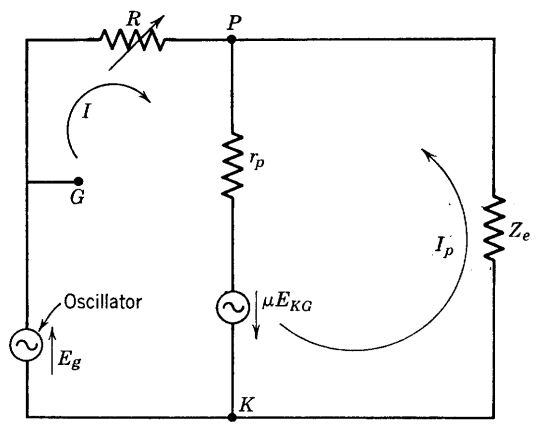 R
P
I
G
r_p
Z_e
I_p
Oscillator
μE_KG
E_g
K